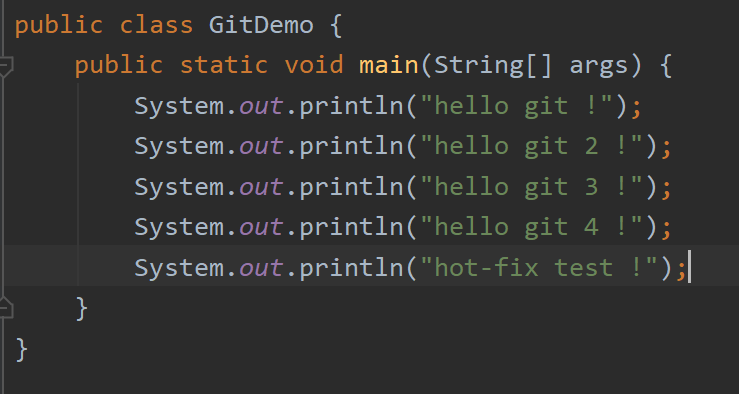 public class GitDemo {
    public static void main(String[] args) {
        System.out.println("hello git !");
        System.out.println("hello git 2 !");
        System.out.println("hello git 3 !");
        System.out.println("hello git 4 !");
        System.out.println("hot-fix test !");
    }
}